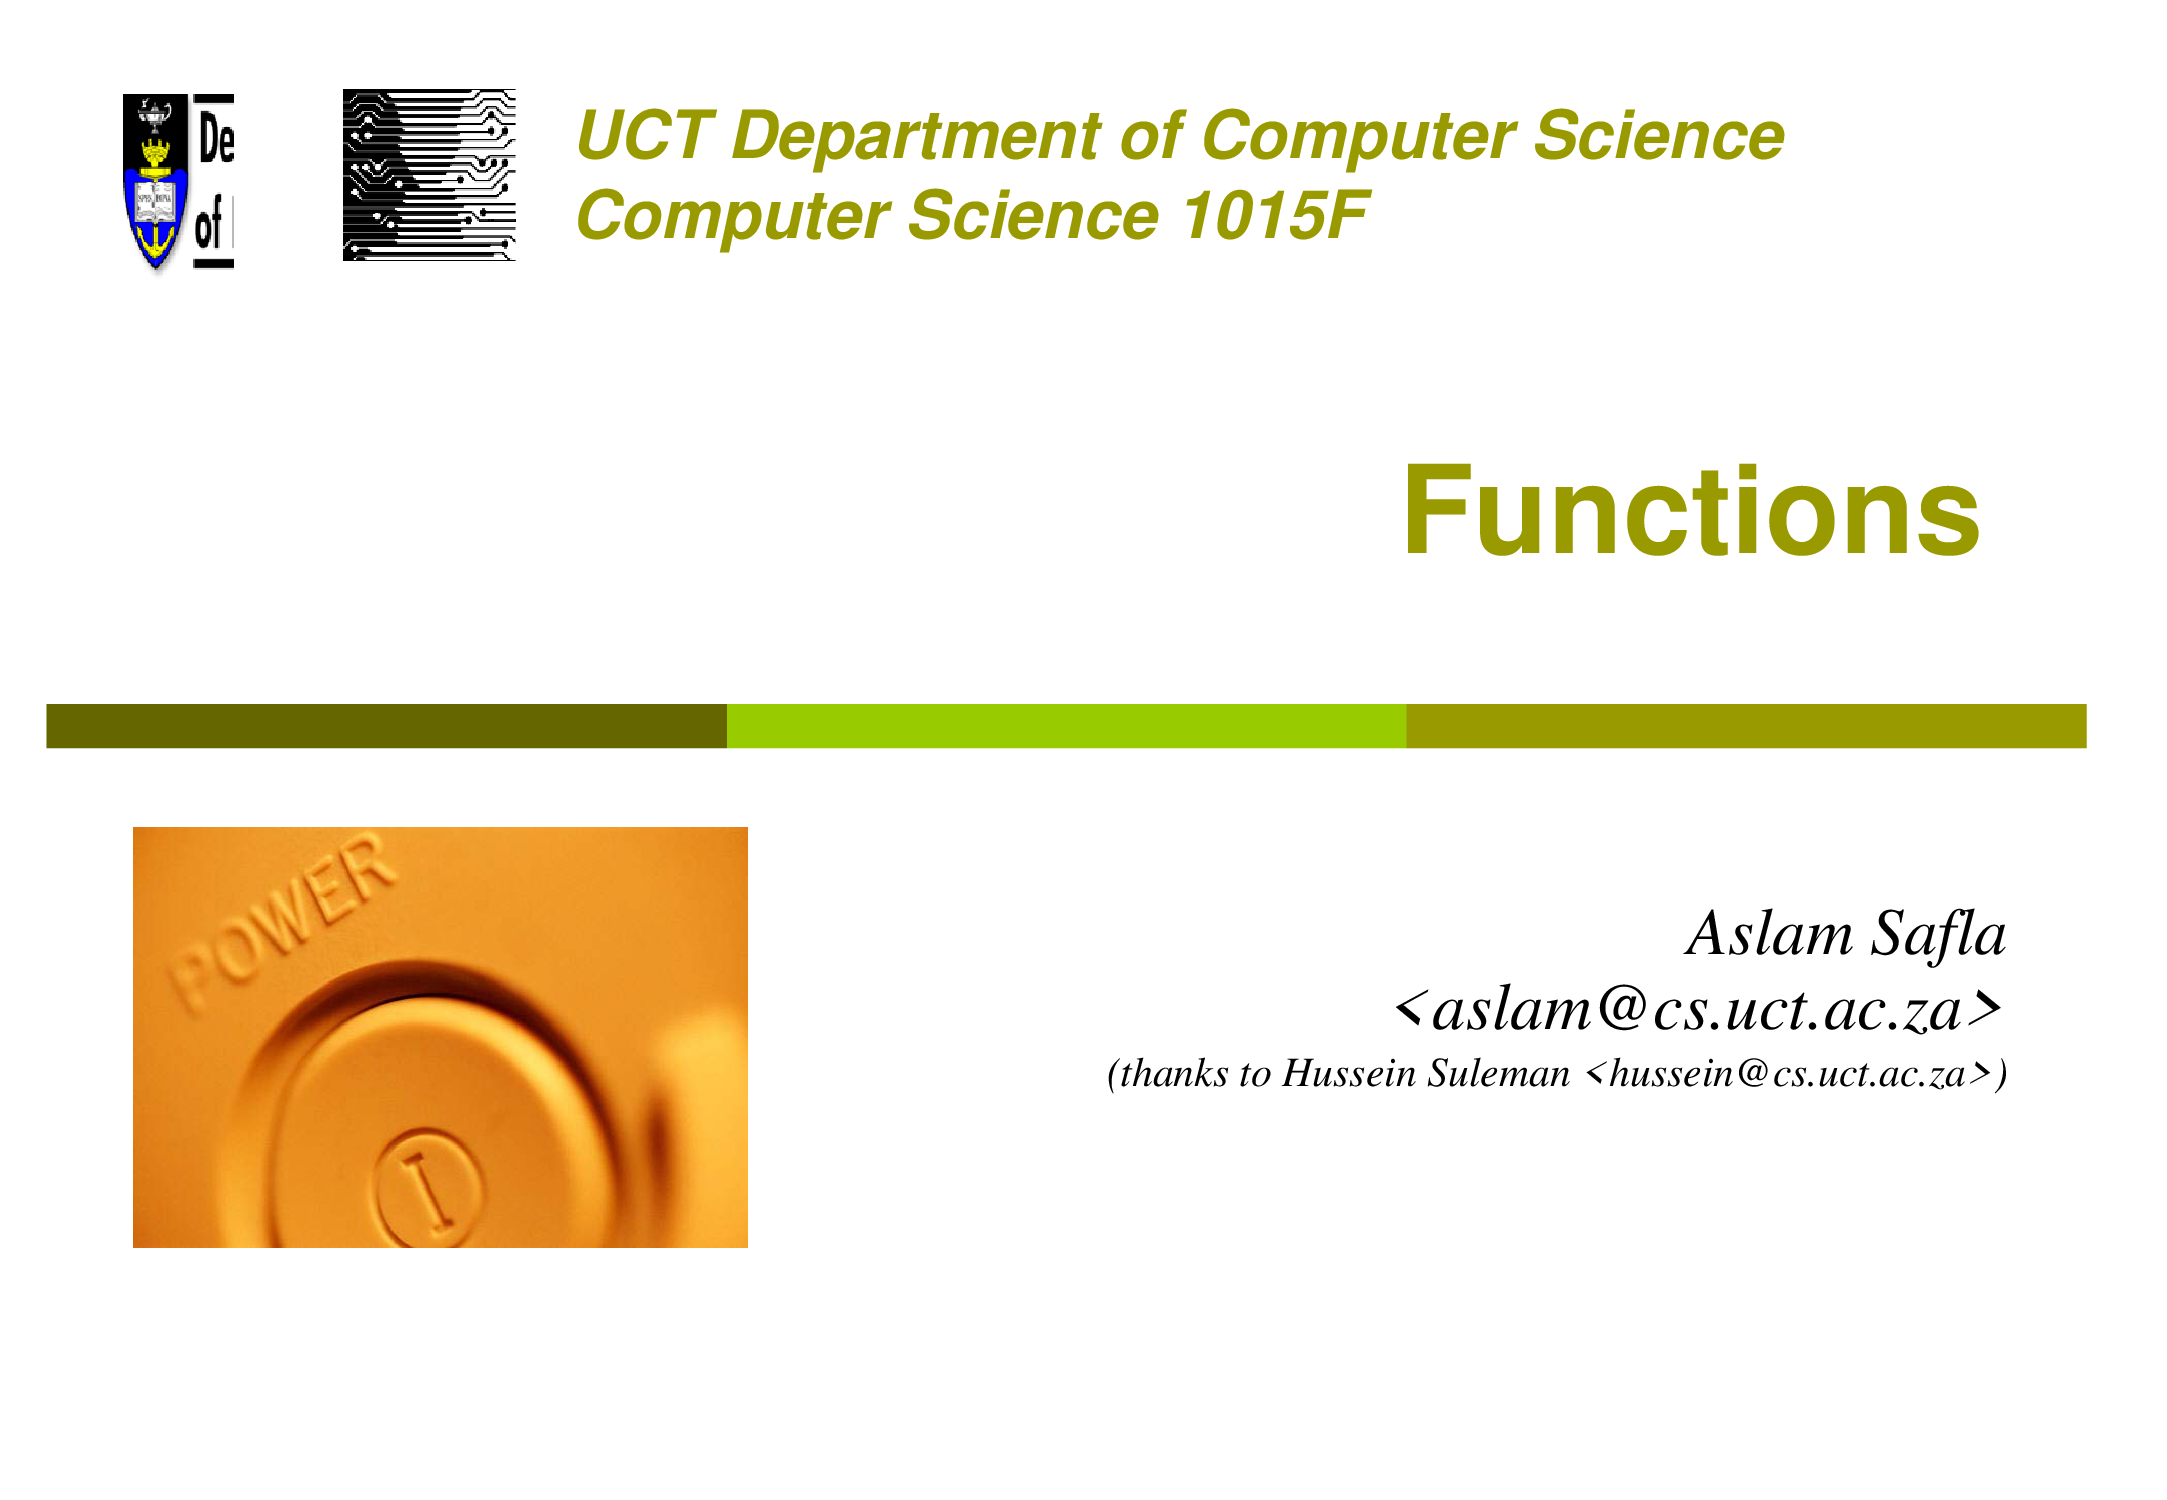 De
of
UCT Department of Computer Science
Computer Science 1015F
Functions
POWER
Aslam Safla
<aslam@cs.uct.ac.za>
(thanks to Hussein Suleman <hussein@cs.uct.ac.za>)